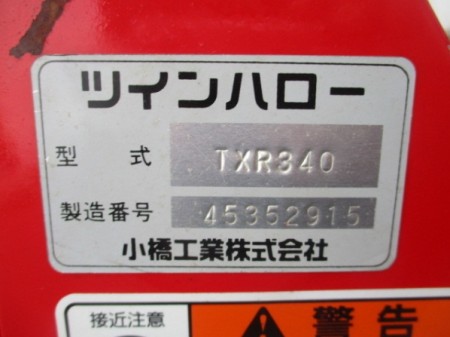 ツインハロー
型 式 TXR340
製造番号 45352915
小橋工業株式会社
接近注意 警告